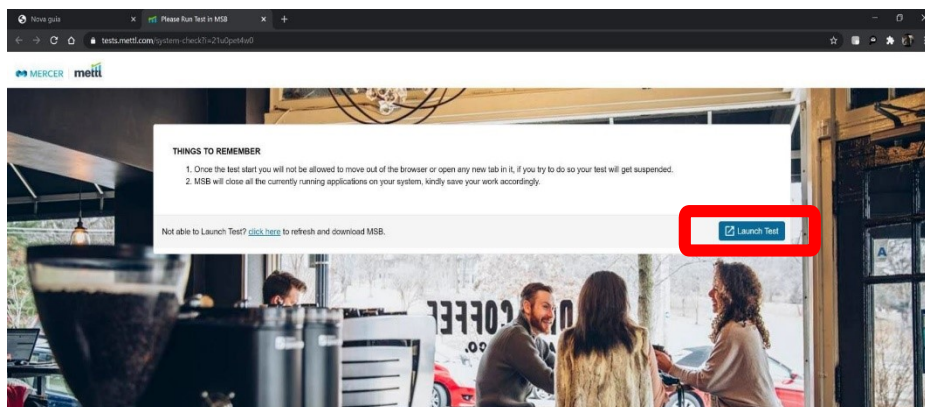 Nova guia
Please Run Test in MSB
tests.mettl.com/system-check?i=21u0pet4w0
MERCER mettl
THINGS TO REMEMBER
1. Once the test start you will not be allowed to move out of the browser or open any new tab in it, if you try to do so your test will get suspended.
2. MSB will close all the currently running applications on your system, kindly save your work accordingly.
Not able to Launch Test? click here to refresh and download MSB.
Launch Test
A
COFFEE
CO.